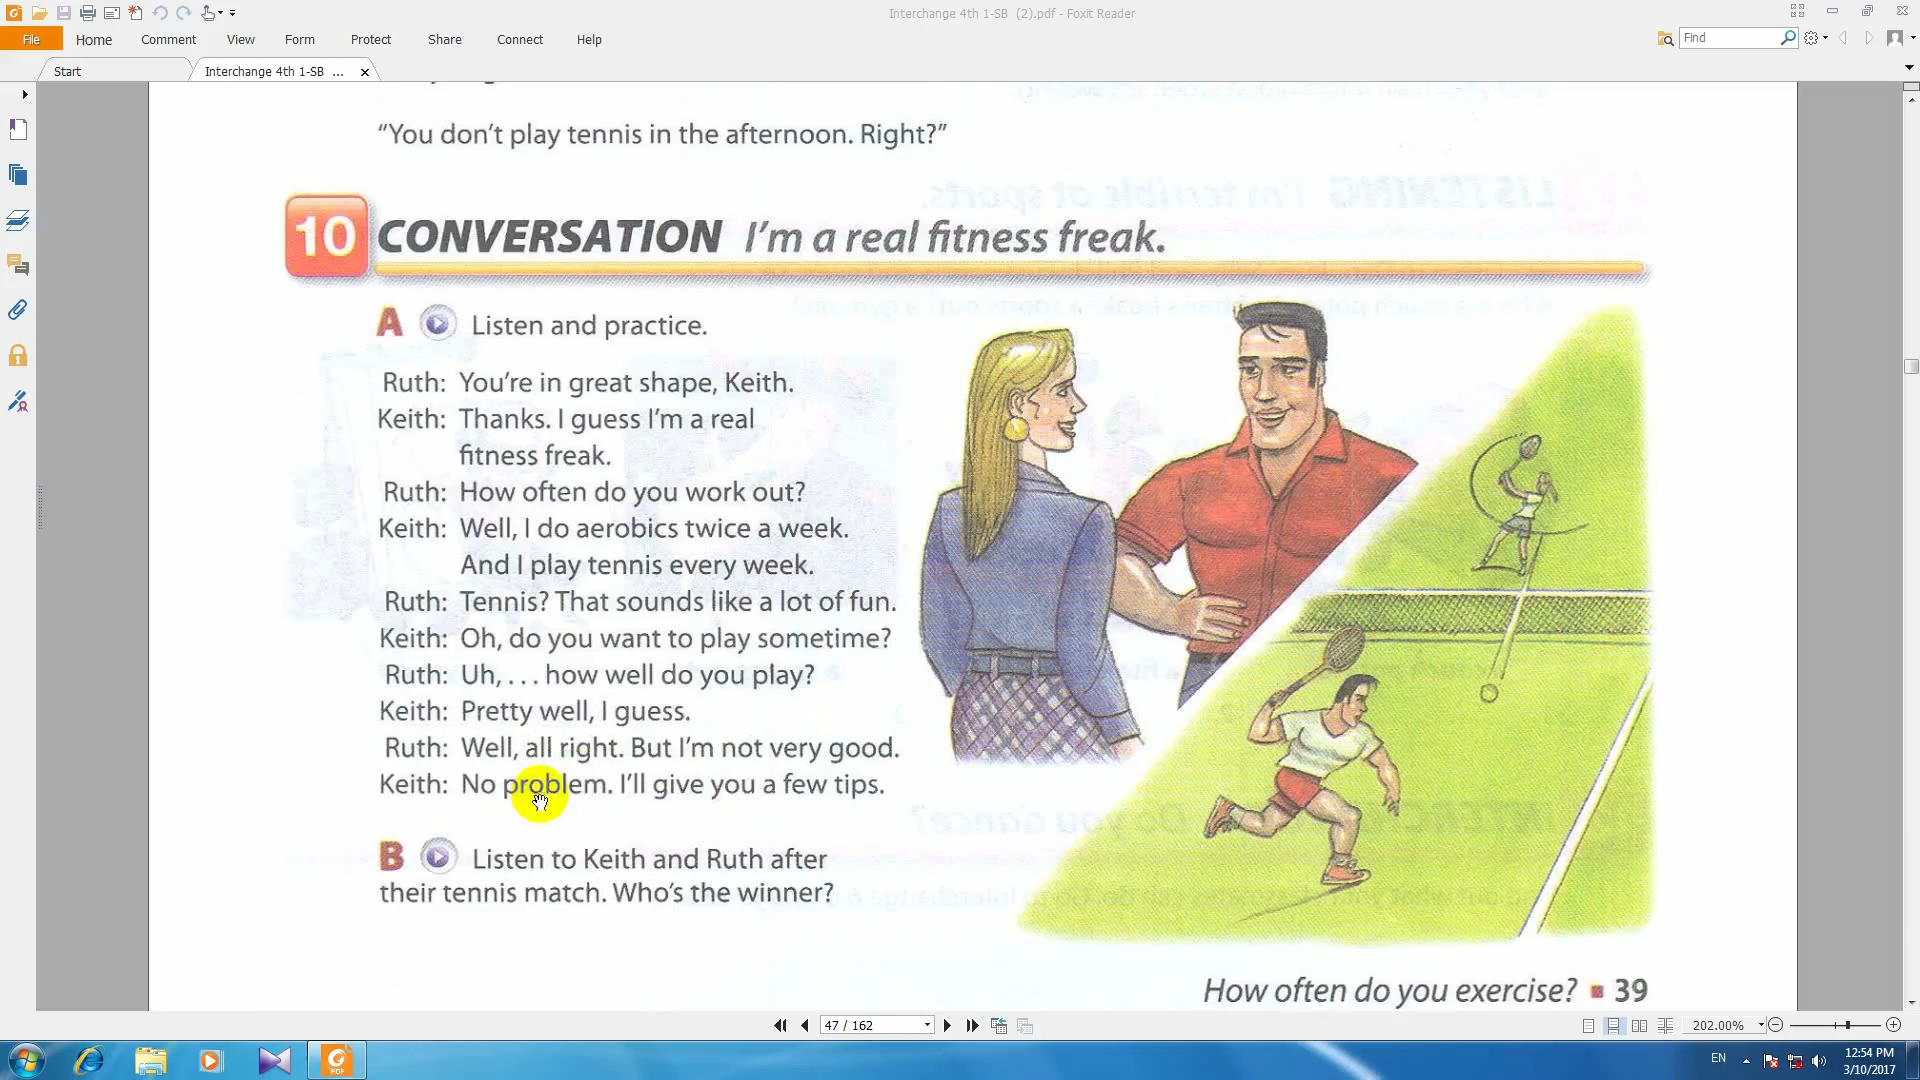 Interchange 4th 1-SB (2).pdf - Foxit Reader
File Home Comment View Form Protect Share Connect Help
Find
Start
Interchange 4th 1-SB ...
"You don't play tennis in the afternoon. Right?"
10 CONVERSATION I'm a real fitness freak.
A Listen and practice.
Ruth: You're in great shape, Keith.
Keith: Thanks. I guess I'm a real
fitness freak.
Ruth: How often do you work out?
Keith: Well, I do aerobics twice a week.
And I play tennis every week.
Ruth: Tennis? That sounds like a lot of fun.
Keith: Oh, do you want to play sometime?
Ruth: Uh, . . . how well do you play?
Keith: Pretty well, I guess.
Ruth: Well, all right. But I'm not very good.
Keith: No problem. I'll give you a few tips.
B Listen to Keith and Ruth after
their tennis match. Who's the winner?
How often do you exercise? ■ 39
47 / 162
202.00%
EN
12:54 PM
3/10/2017